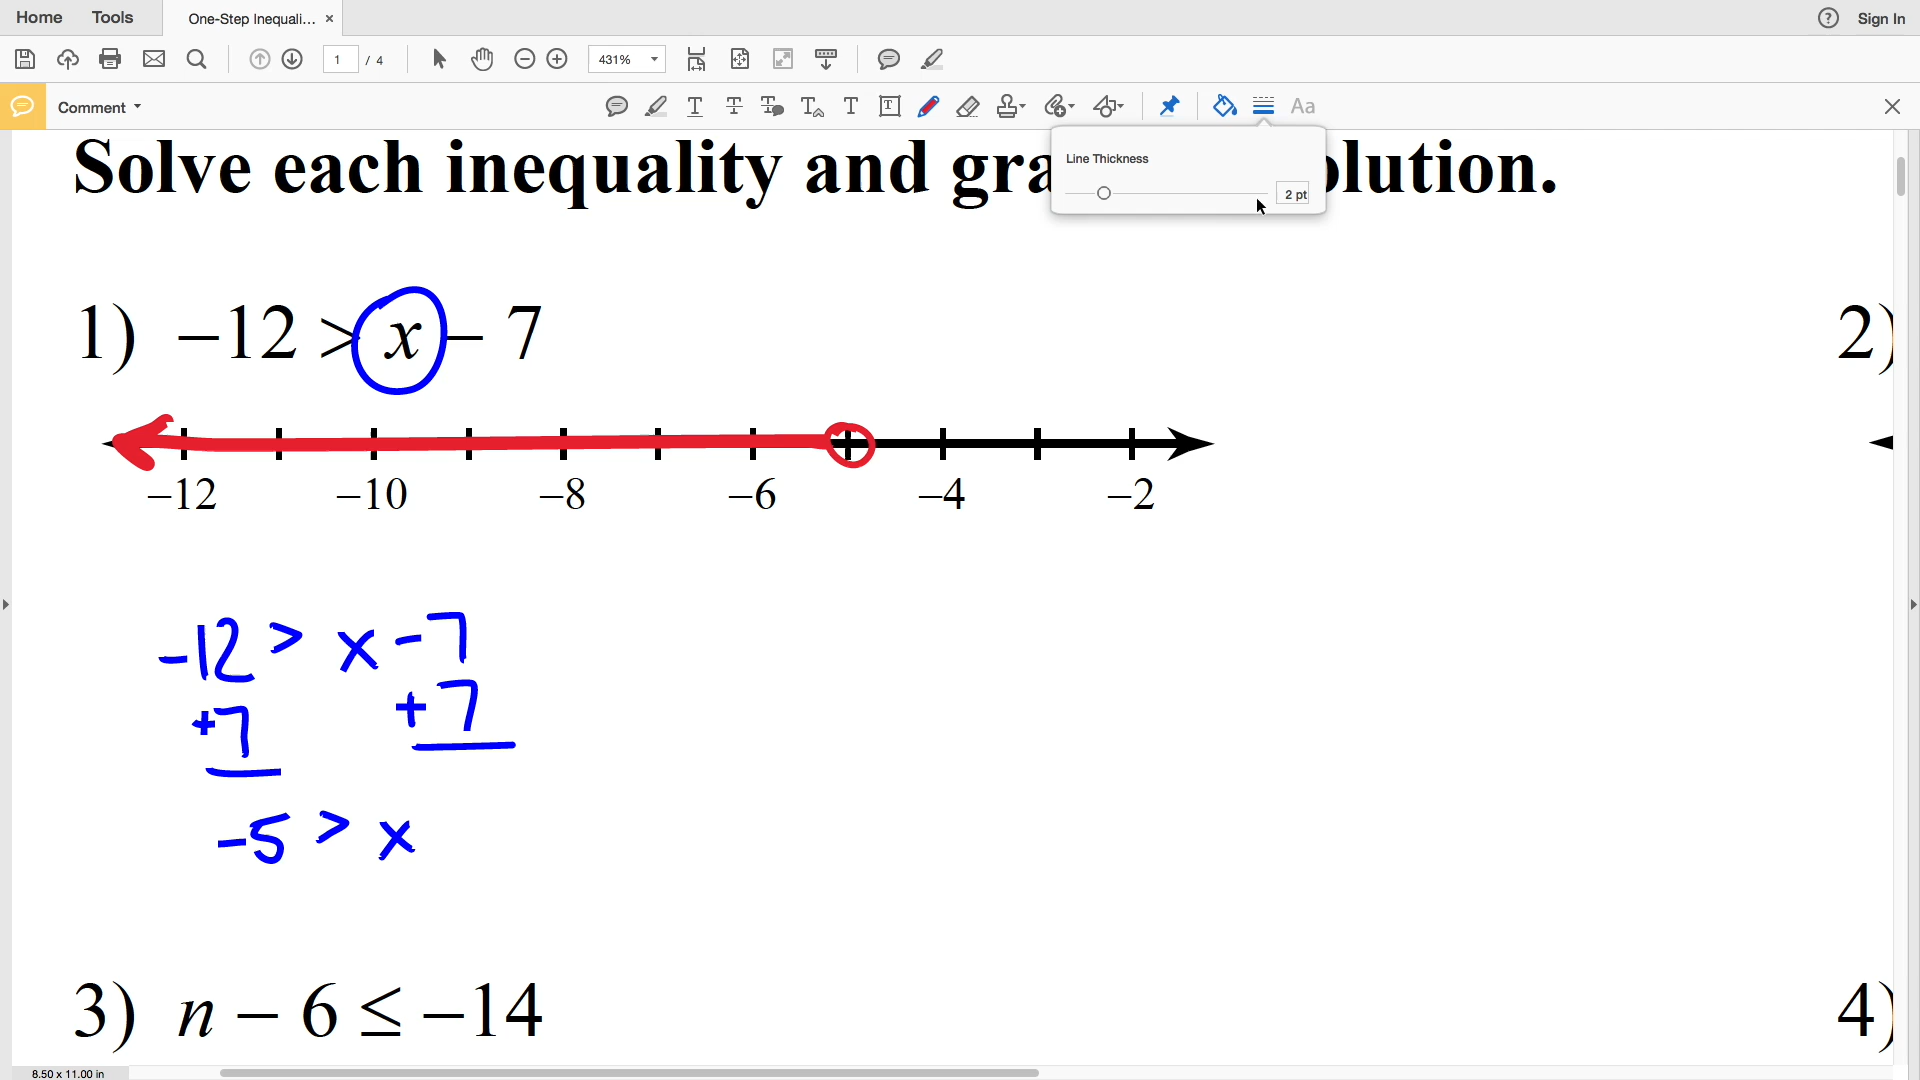 Home Tools One-Step Inequali... × ? Sign In
1 / 4 431%
Comment T T T T T T Aa
Line Thickness
2 pt
Solve each inequality and gra lution.
1) −12 > x − 7
2)
−12 −10 −8 −6 −4 −2
-12 > x -7
+7 +7
-5 > x
3) n − 6 ≤ −14
4)
8.50 x 11.00 in